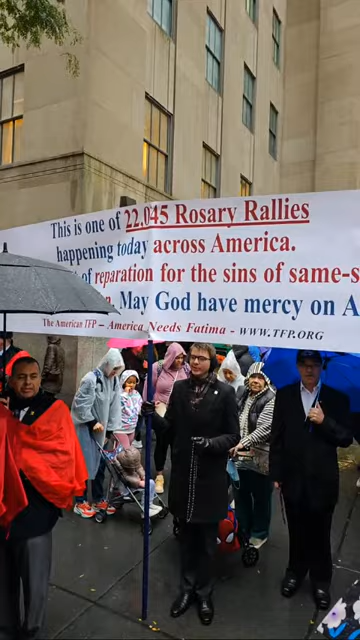 This is one of 22,045 Rosary Rallies
happening today across America.
of reparation for the sins of same-s
May God have mercy on A
The American TFP – America Needs Fatima - WWW.TFP.ORG